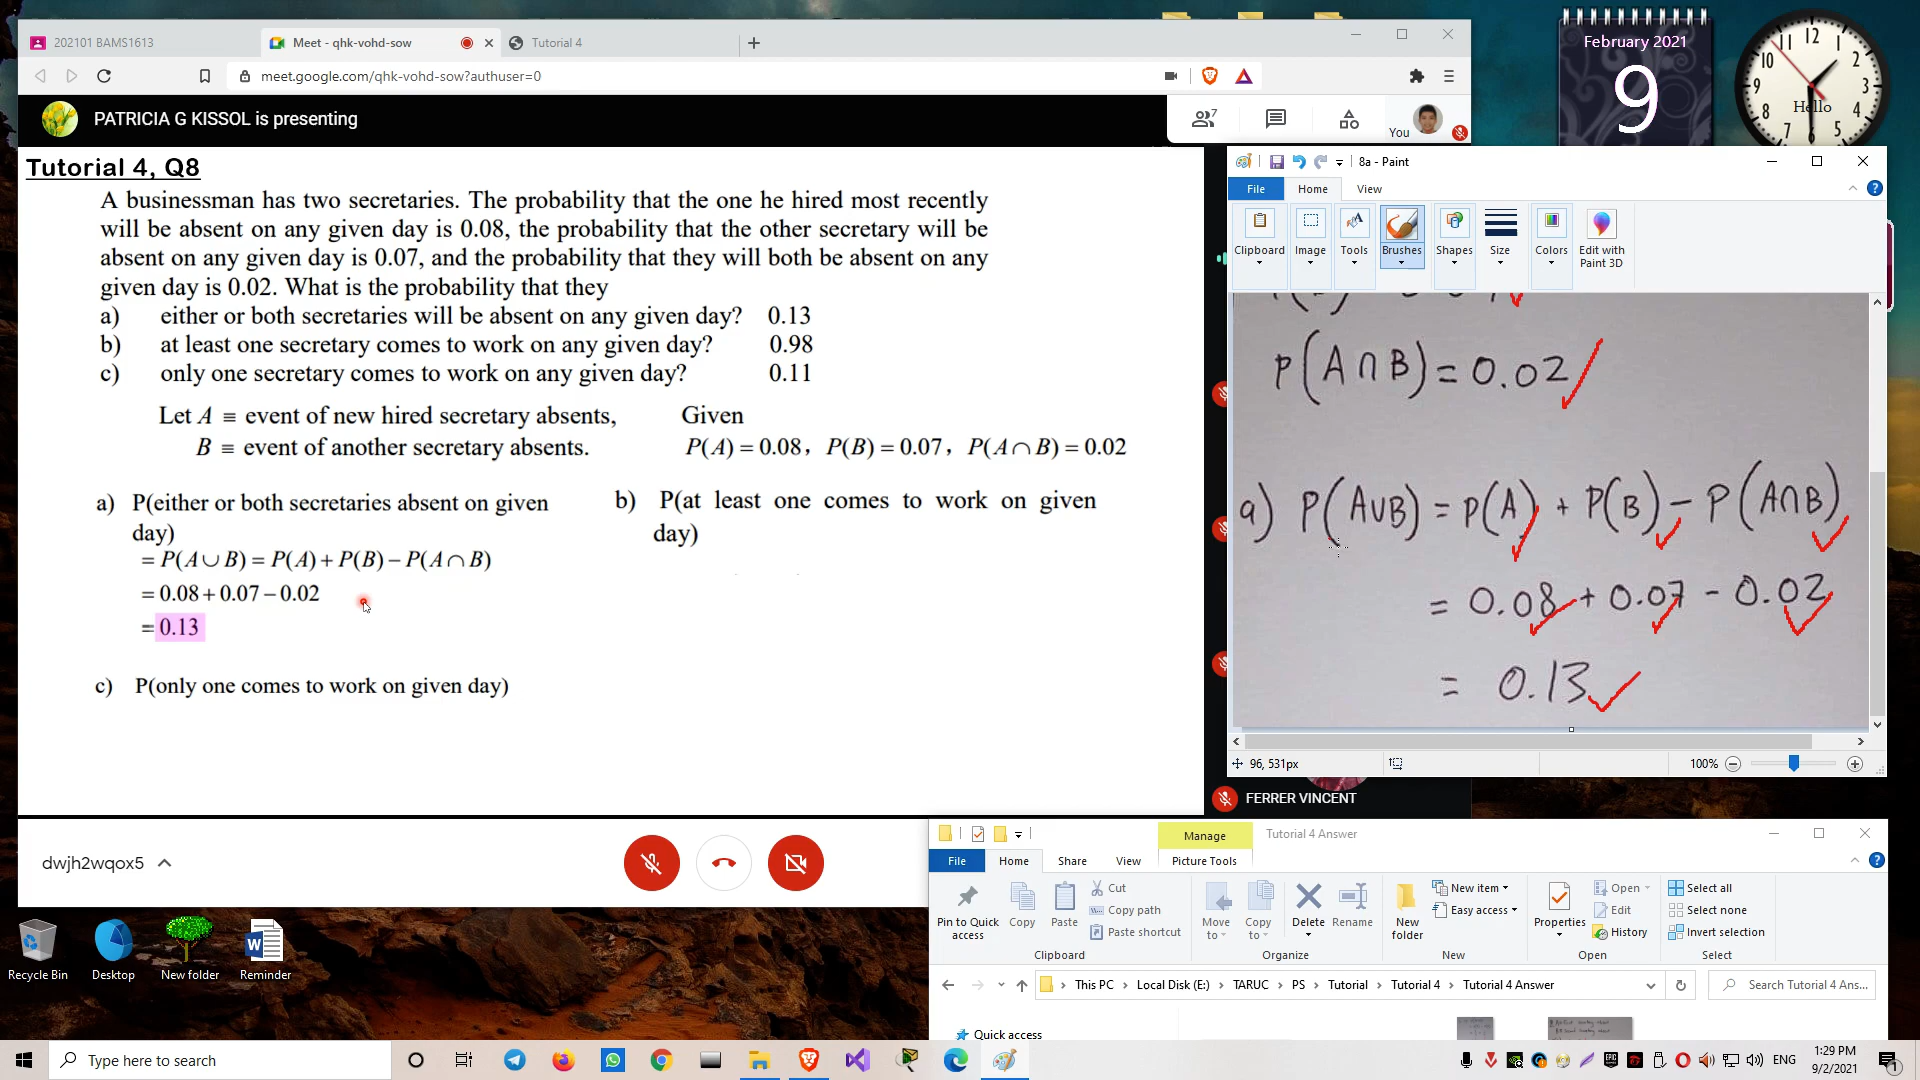 202101 BAMS1613
Meet - qhk-vohd-sow
Tutorial 4
meet.google.com/qhk-vohd-sow?authuser=0
PATRICIA G KISSOL is presenting
7
You
February 2021
9
Hello
Tutorial 4, Q8
A businessman has two secretaries. The probability that the one he hired most recently
will be absent on any given day is 0.08, the probability that the other secretary will be
absent on any given day is 0.07, and the probability that they will both be absent on any
given day is 0.02. What is the probability that they
a) either or both secretaries will be absent on any given day? 0.13
b) at least one secretary comes to work on any given day? 0.98
c) only one secretary comes to work on any given day? 0.11
Let A ≡ event of new hired secretary absents, Given
B ≡ event of another secretary absents. P(A) = 0.08, P(B) = 0.07, P(A∩B) = 0.02
a) P(either or both secretaries absent on given
day)
= P(A∪B) = P(A) + P(B) − P(A∩B)
= 0.08 + 0.07 − 0.02
= 0.13
b) P(at least one comes to work on given
day)
c) P(only one comes to work on given day)
8a - Paint
File Home View
Clipboard Image Tools Brushes Shapes Size Colors Edit with
Paint 3D
P(A∩B) = 0.02
a) P(A∪B) = P(A) + P(B) − P(A∩B)
= 0.08 + 0.07 − 0.02
= 0.13
96, 531px
100%
FERRER VINCENT
dwjh2wqox5
Manage
Tutorial 4 Answer
File Home Share View Picture Tools
Pin to Quick
access
Copy
Paste
Cut
Copy path
Paste shortcut
Clipboard
Move
to
Copy
to
Delete
Rename
Organize
New
folder
New item
Easy access
New
Properties
Open
Edit
History
Open
Select all
Select none
Invert selection
Select
This PC > Local Disk (E:) > TARUC > PS > Tutorial > Tutorial 4 > Tutorial 4 Answer
Search Tutorial 4 Ans...
Quick access
Recycle Bin
Desktop
New folder
Reminder
Type here to search
ENG
1:29 PM
9/2/2021
1